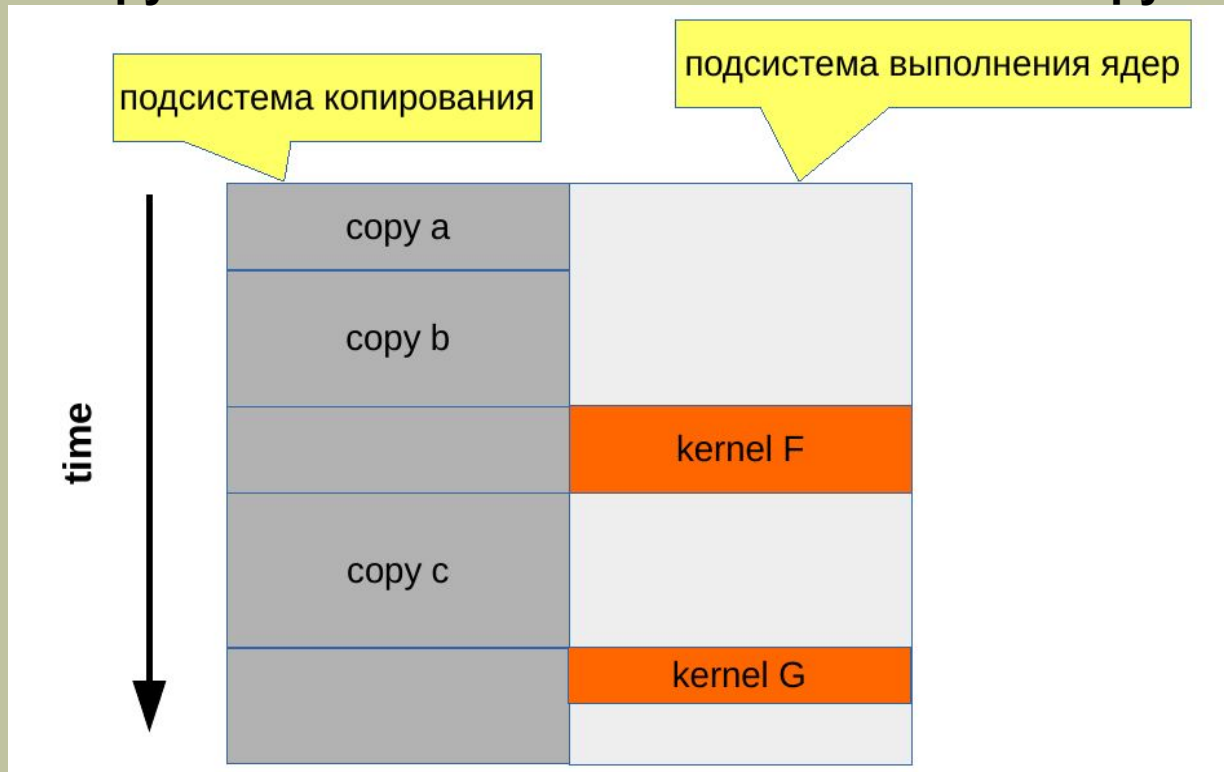 подсистема копирования
подсистема выполнения ядер
copy a
copy b
kernel F
time
copy c
kernel G